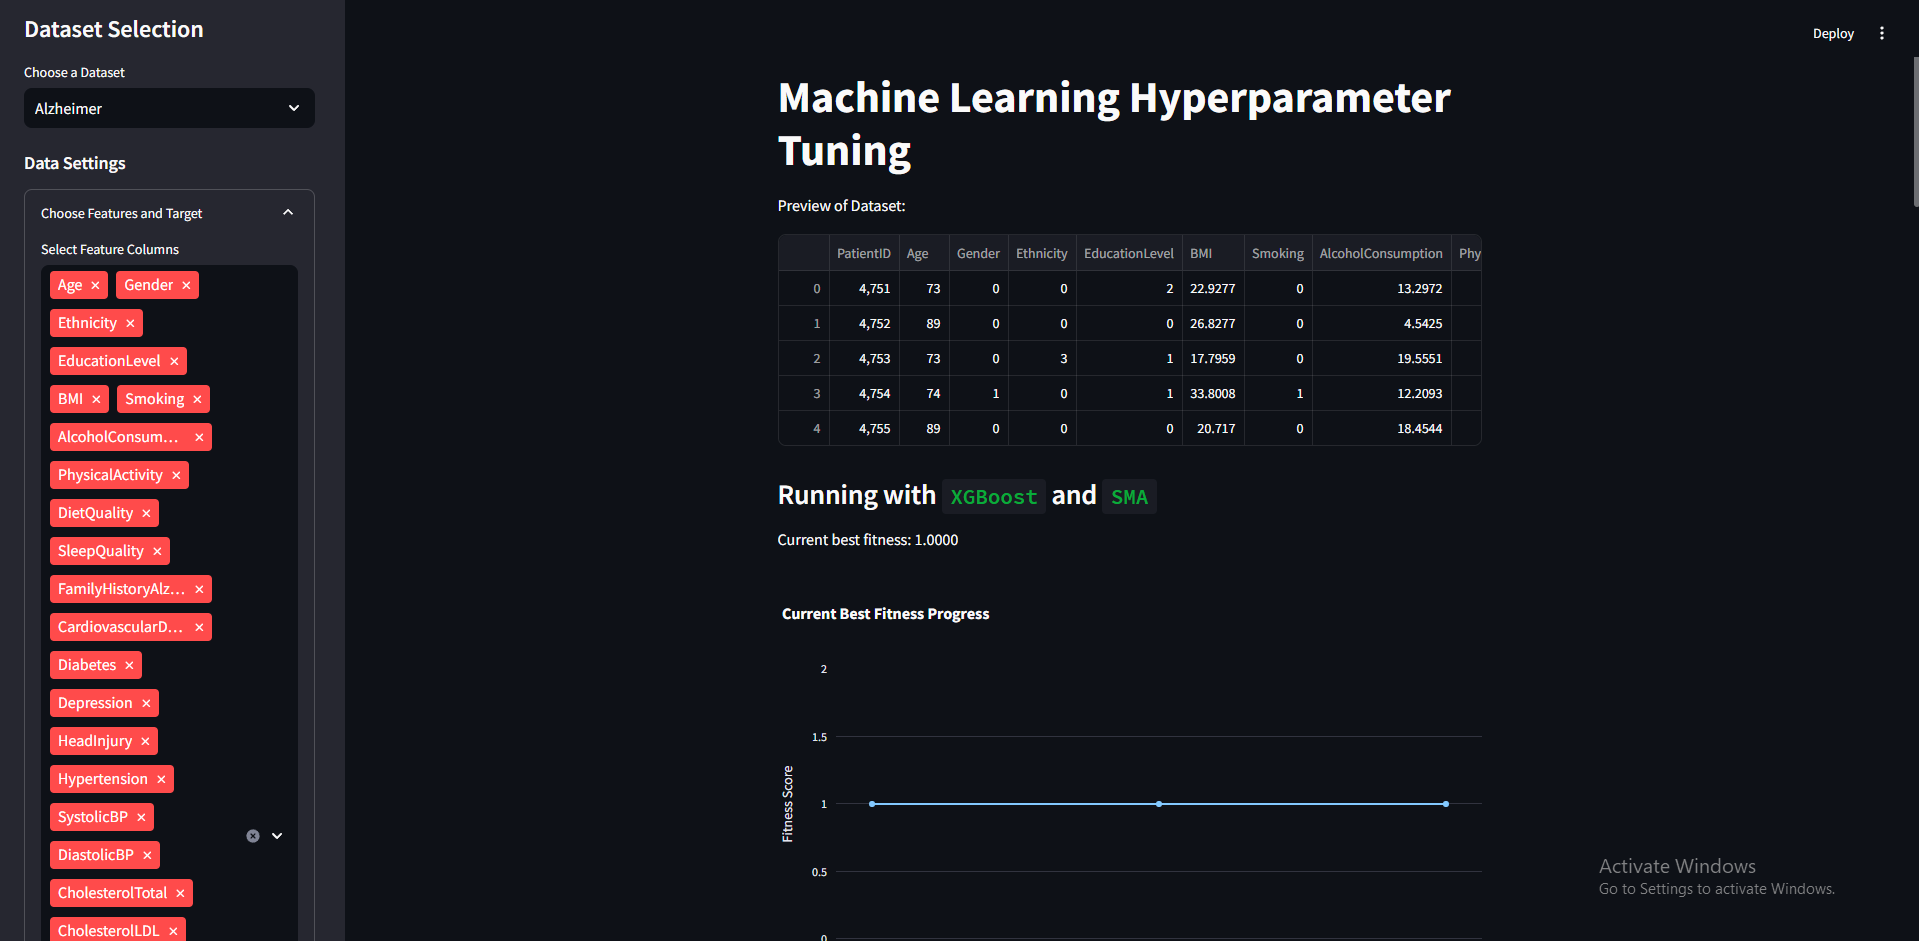 Dataset Selection
Choose a Dataset
Alzheimer
Data Settings
Choose Features and Target
Select Feature Columns
Age × Gender ×
Ethnicity ×
EducationLevel ×
BMI × Smoking ×
AlcoholConsum... ×
PhysicalActivity ×
DietQuality ×
SleepQuality ×
FamilyHistoryAlz... ×
CardiovascularD... ×
Diabetes ×
Depression ×
HeadInjury ×
Hypertension ×
SystolicBP ×
DiastolicBP ×
CholesterolTotal ×
CholesterolLDL ×
Deploy
Machine Learning Hyperparameter
Tuning
Preview of Dataset:
PatientID Age Gender Ethnicity EducationLevel BMI Smoking AlcoholConsumption Phy
0 4,751 73 0 0 2 22.9277 0 13.2972
1 4,752 89 0 0 0 26.8277 0 4.5425
2 4,753 73 0 3 1 17.7959 0 19.5551
3 4,754 74 1 0 1 33.8008 1 12.2093
4 4,755 89 0 0 0 20.717 0 18.4544
Running with XGBoost and SMA
Current best fitness: 1.0000
Current Best Fitness Progress
2
1.5
1
0.5
0
Fitness Score
Activate Windows
Go to Settings to activate Windows.